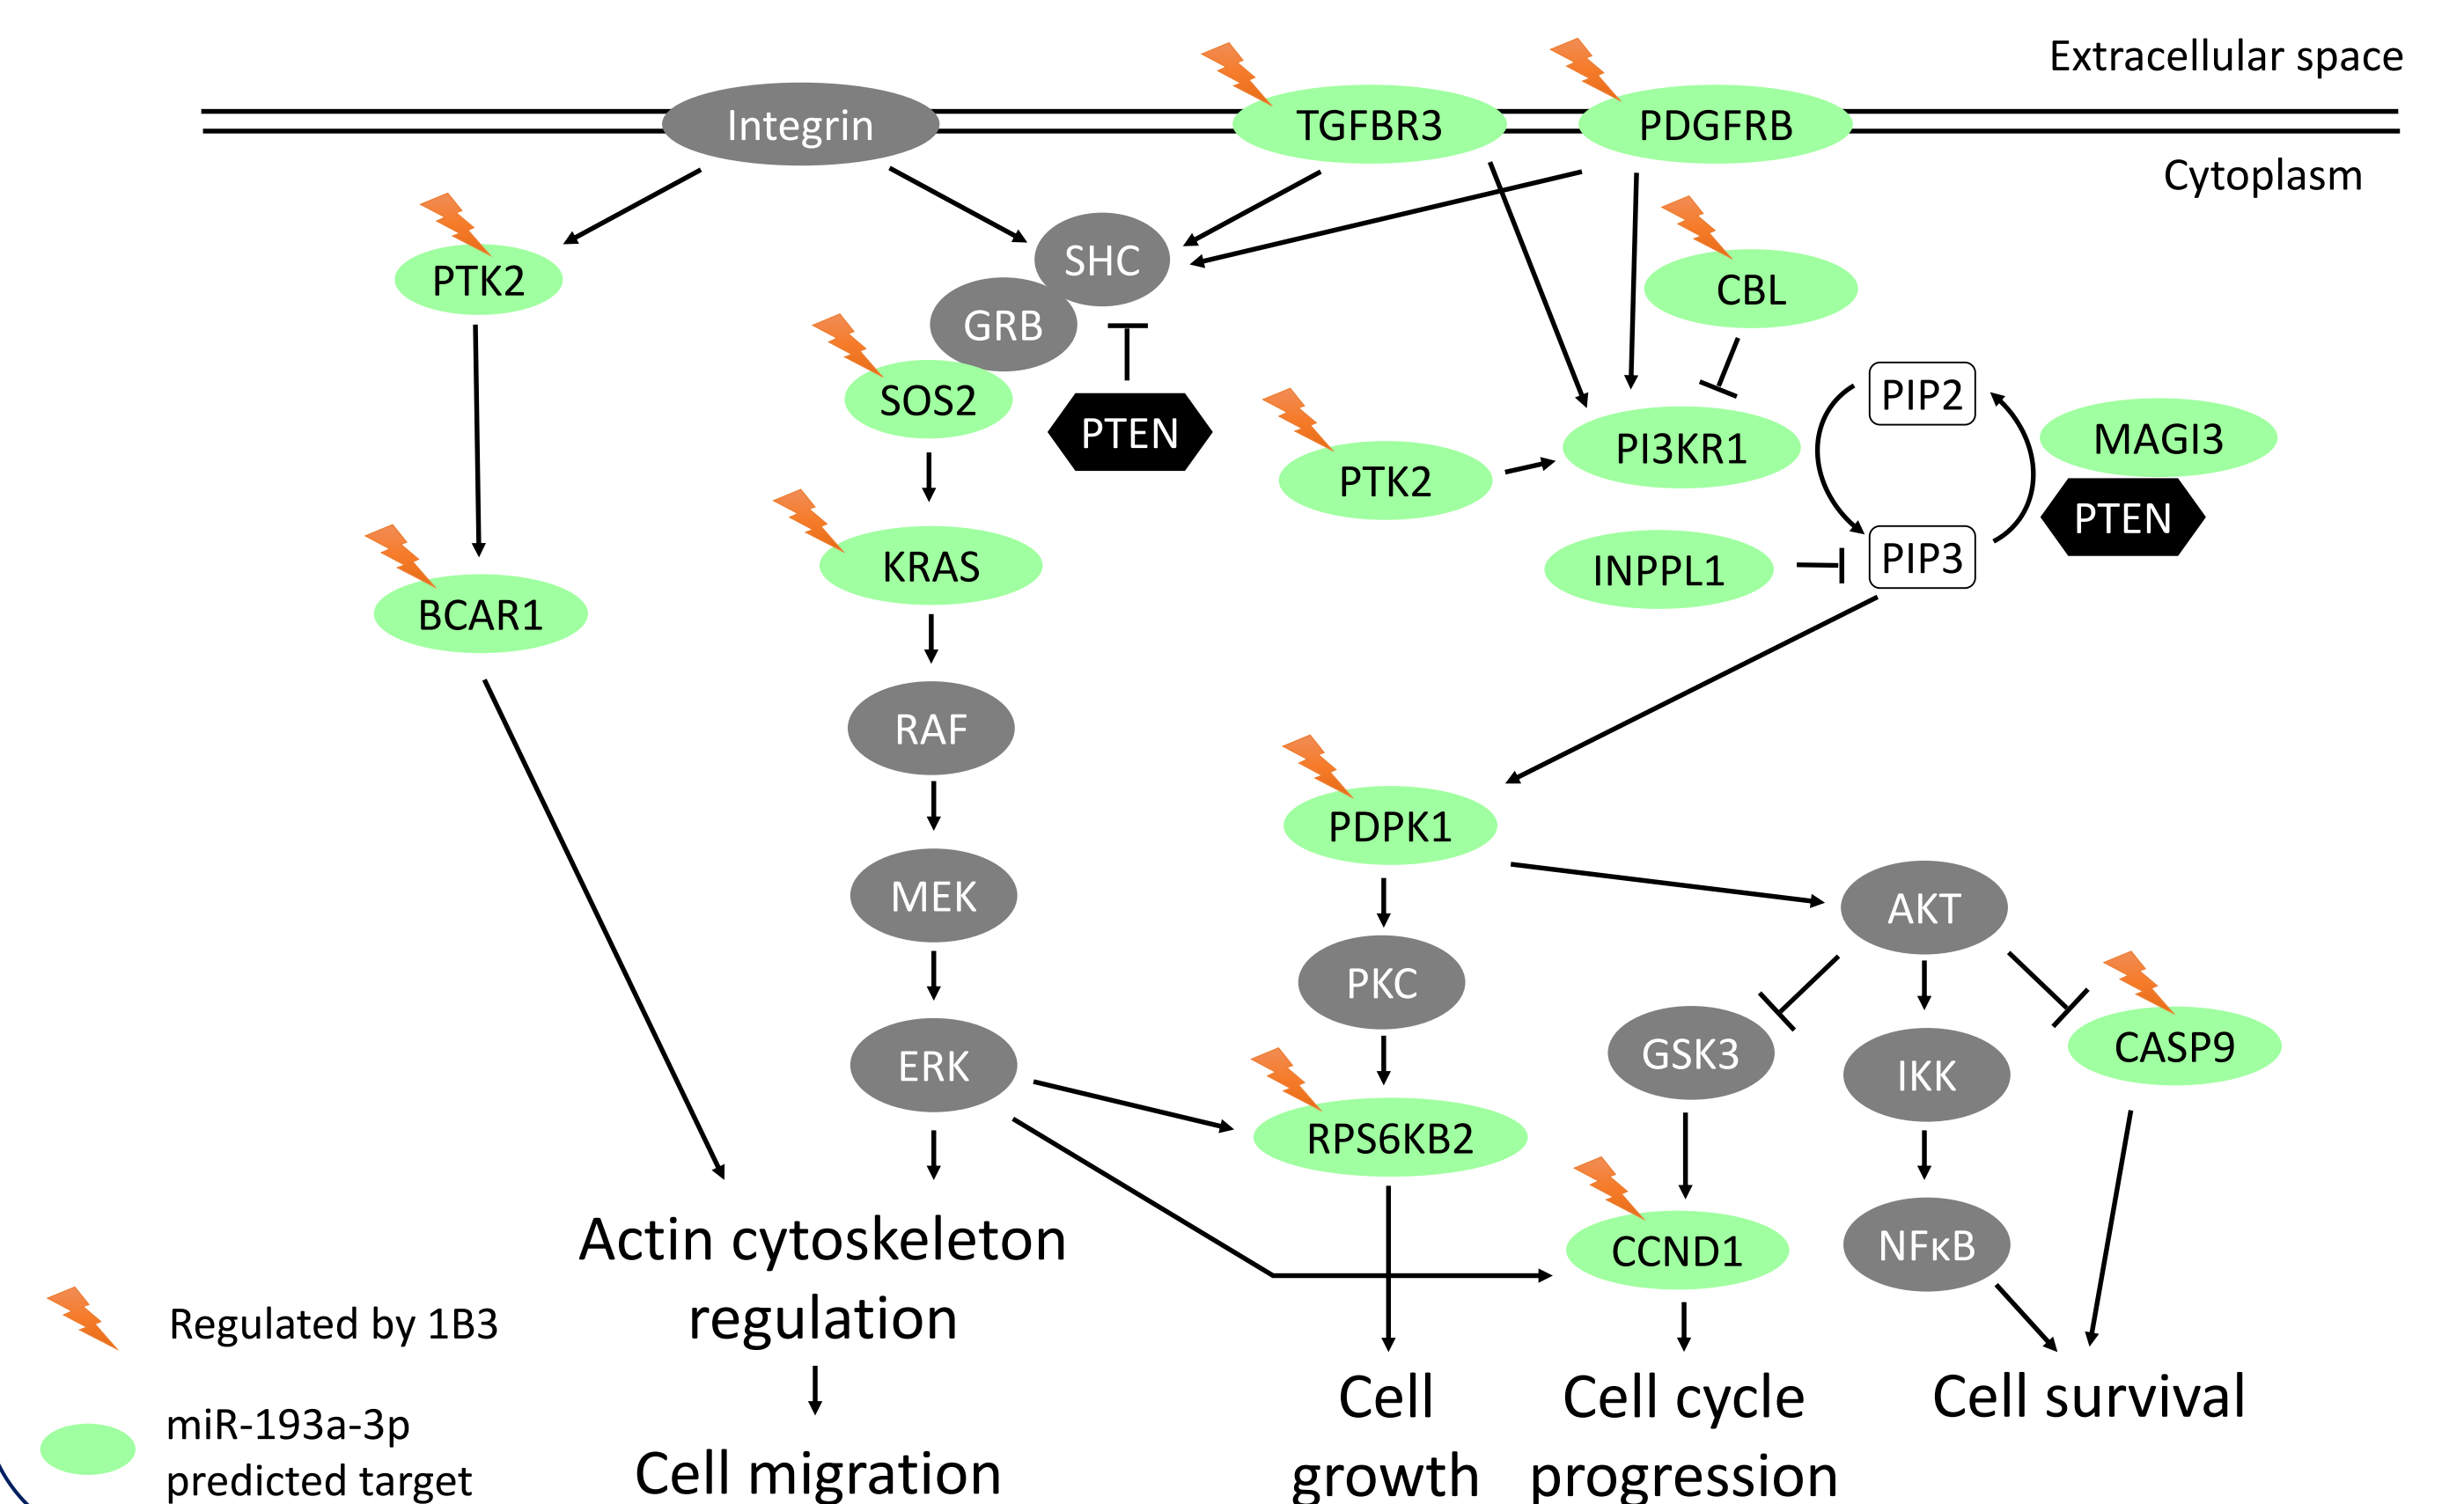 Extracellular space
Integrin
TGFBR3
PDGFRB
Cytoplasm
SHC
PTK2
CBL
GRB
SOS2
PIP2
PTEN
MAGI3
PI3KR1
PTK2
PTEN
KRAS
PIP3
INPPL1
BCAR1
RAF
PDPK1
MEK
AKT
PKC
GSK3
CASP9
ERK
IKK
RPS6KB2
Actin cytoskeleton
regulation
NFκB
CCND1
Regulated by 1B3
Cell migration
Cell
growth
Cell cycle
progression
Cell survival
miR-193a-3p
predicted target